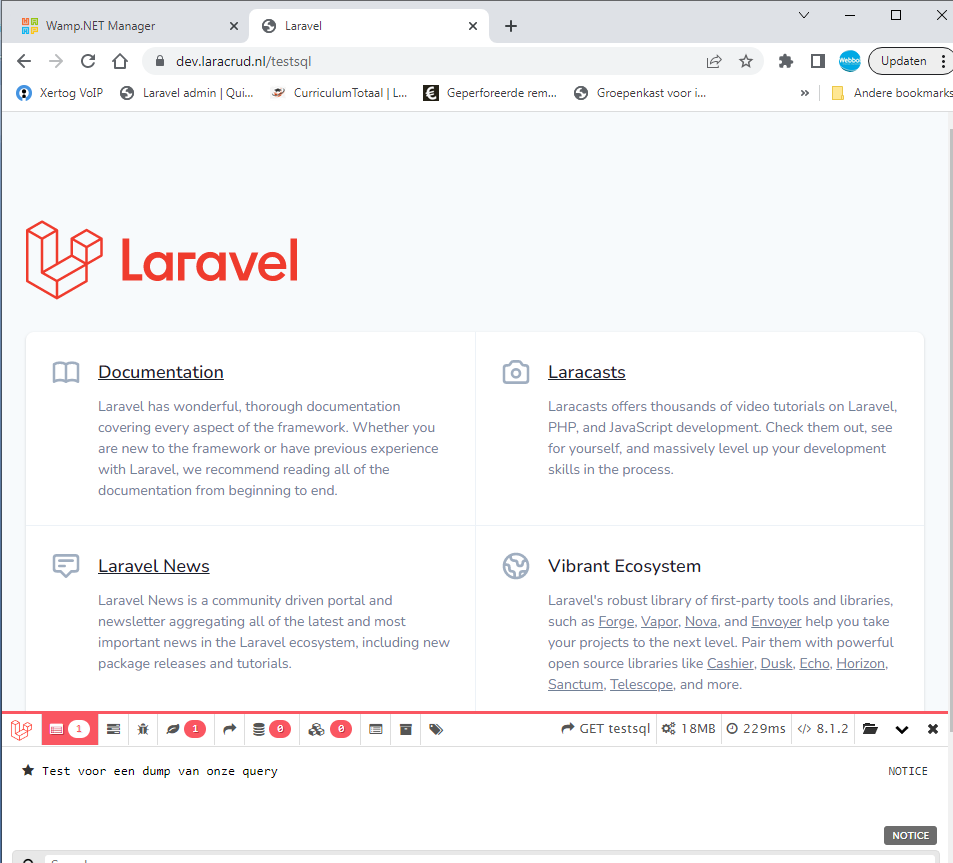 Wamp.NET Manager
Laravel
dev.laracrud.nl/testsql
Webbo
Updaten
Xertog VoIP
Laravel admin | Qui...
CurriculumTotaal | L...
Geperforeerde rem...
Groepenkast voor i...
»
Andere bookmarks
Laravel
Documentation
Laravel has wonderful, thorough documentation
covering every aspect of the framework. Whether you
are new to the framework or have previous experience
with Laravel, we recommend reading all of the
documentation from beginning to end.
Laracasts
Laracasts offers thousands of video tutorials on Laravel,
PHP, and JavaScript development. Check them out, see
for yourself, and massively level up your development
skills in the process.
Laravel News
Laravel News is a community driven portal and
newsletter aggregating all of the latest and most
important news in the Laravel ecosystem, including new
package releases and tutorials.
Vibrant Ecosystem
Laravel's robust library of first-party tools and libraries,
such as Forge, Vapor, Nova, and Envoyer help you take
your projects to the next level. Pair them with powerful
open source libraries like Cashier, Dusk, Echo, Horizon,
Sanctum, Telescope, and more.
1 1 0 0 GET testsql 18MB 229ms </> 8.1.2
Test voor een dump van onze query NOTICE
NOTICE